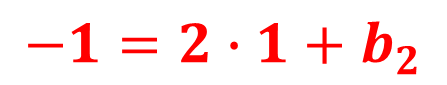 −1 = 2 · 1 + b₂